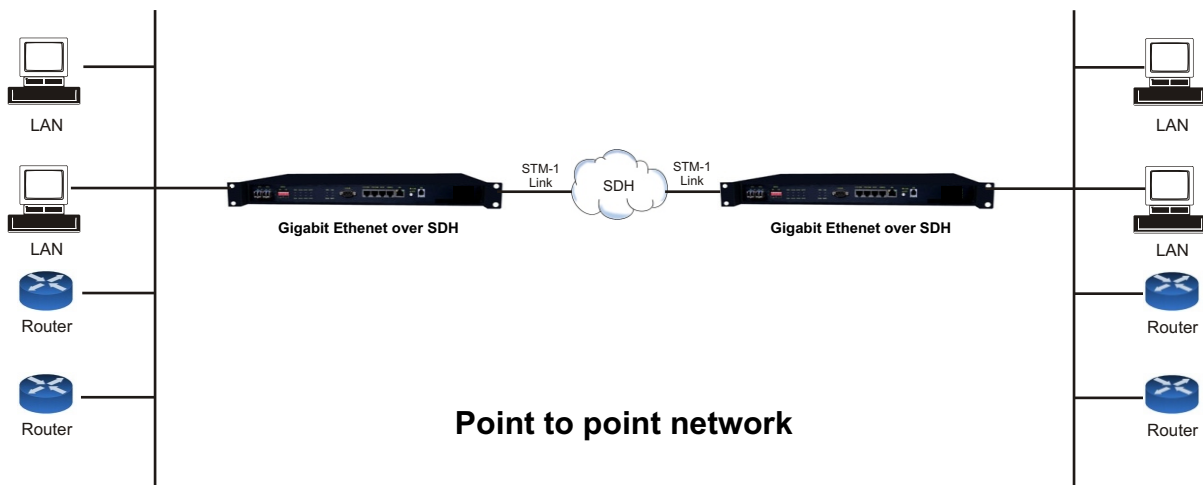 LAN
LAN
Router
Router
Gigabit Ethenet over SDH
STM-1
Link
SDH
STM-1
Link
Gigabit Ethenet over SDH
LAN
LAN
Router
Router
Point to point network